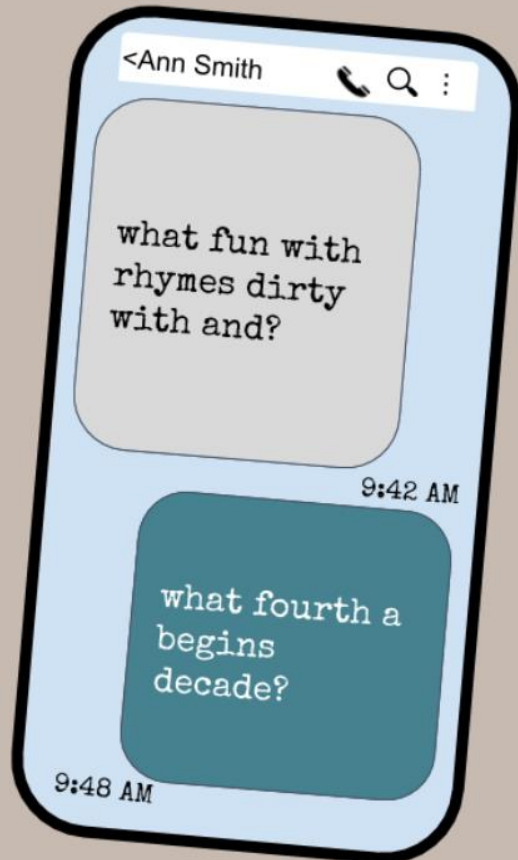 <Ann Smith
what fun with
rhymes dirty
with and?
9:42 AM
what fourth a
begins
decade?
9:48 AM